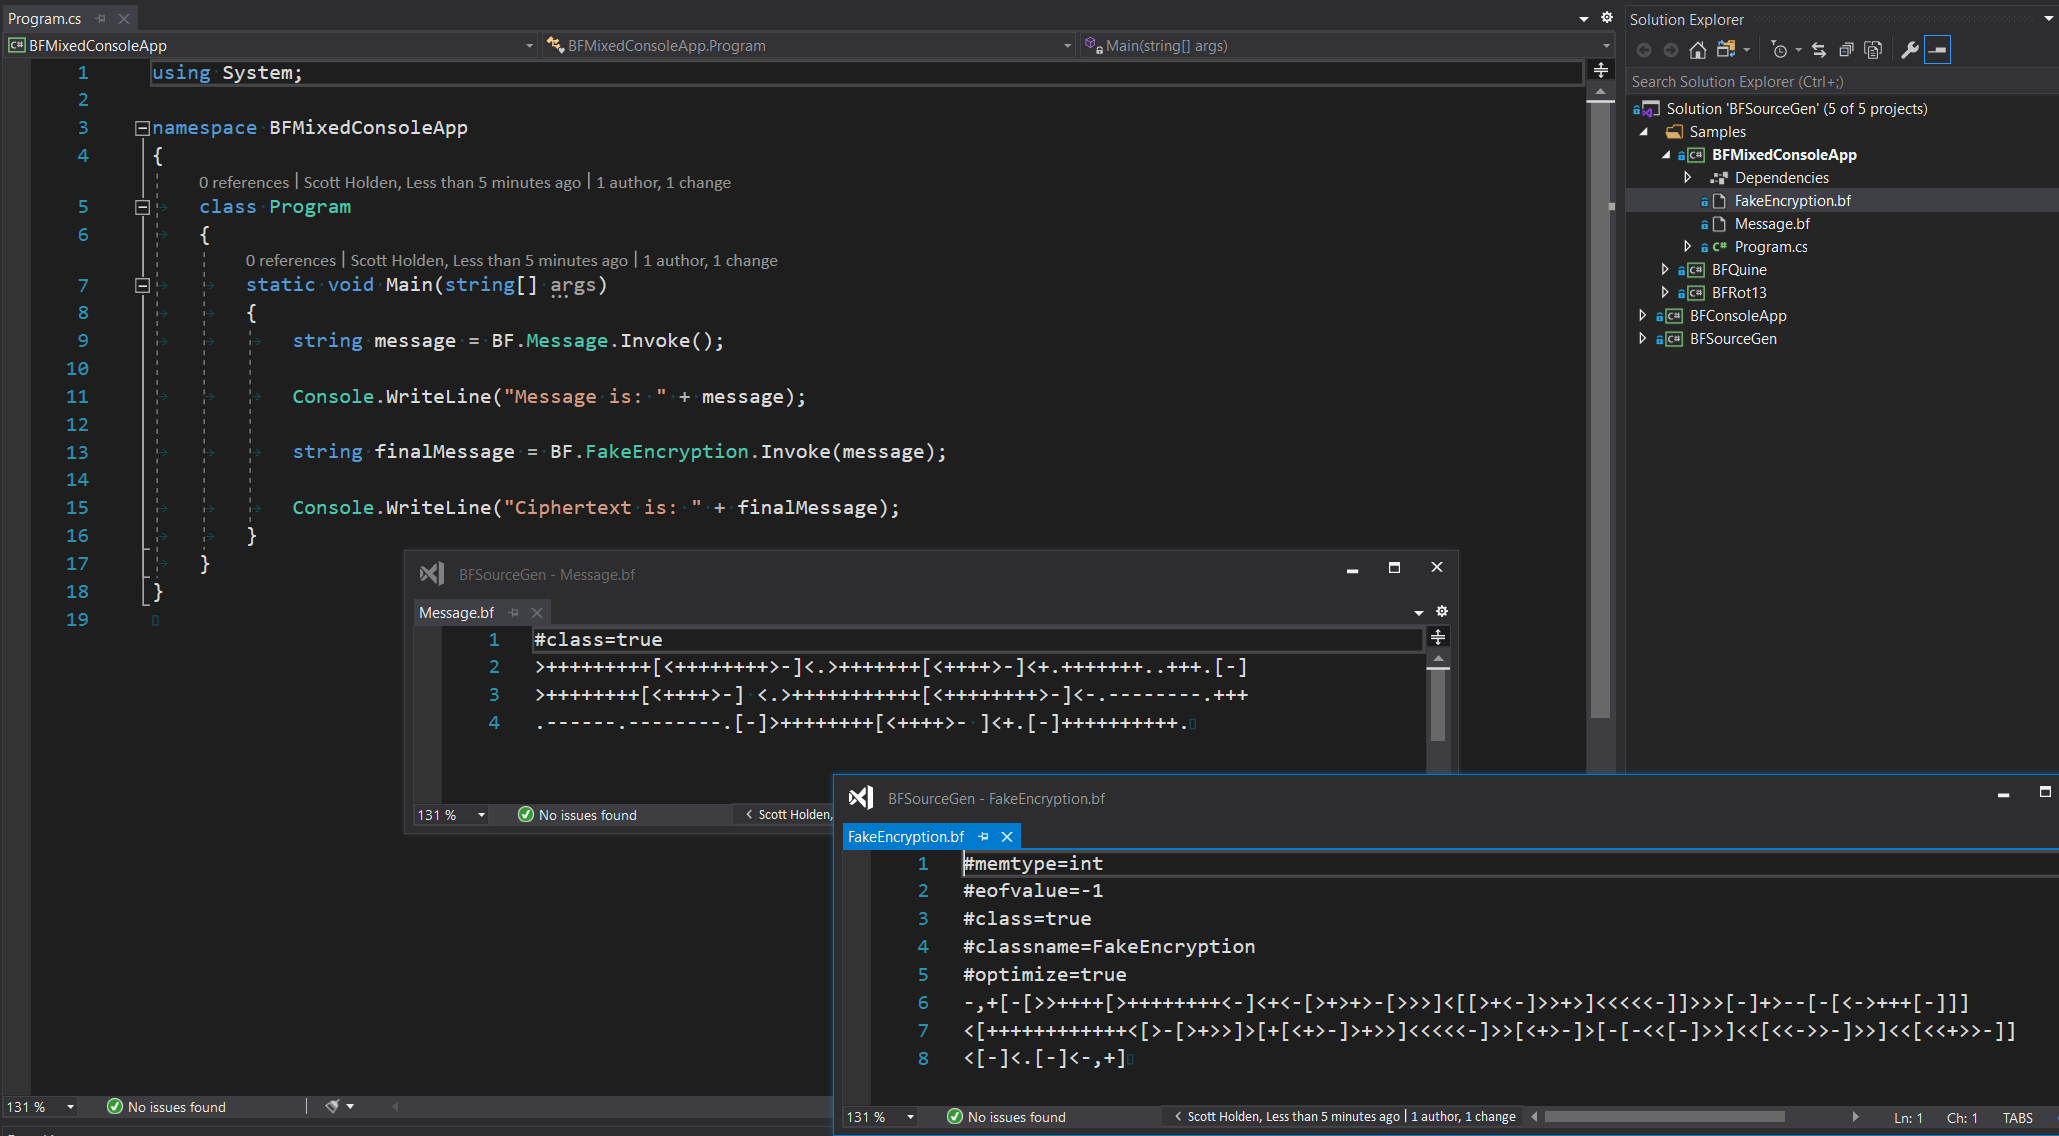 Program.cs
BFMixedConsoleApp
BFMixedConsoleApp.Program
Main(string[] args)
1 using System;
2
3 namespace BFMixedConsoleApp
4 {
0 references | Scott Holden, Less than 5 minutes ago | 1 author, 1 change
5 class Program
6 {
0 references | Scott Holden, Less than 5 minutes ago | 1 author, 1 change
7 static void Main(string[] args)
8 {
9 string message = BF.Message.Invoke();
10
11 Console.WriteLine("Message is: " + message);
12
13 string finalMessage = BF.FakeEncryption.Invoke(message);
14
15 Console.WriteLine("Ciphertext is: " + finalMessage);
16 }
17 }
18 }
19
131 %
No issues found
Solution Explorer
Search Solution Explorer (Ctrl+;)
Solution 'BFSourceGen' (5 of 5 projects)
Samples
C# BFMixedConsoleApp
Dependencies
FakeEncryption.bf
Message.bf
C# Program.cs
C# BFQuine
C# BFRot13
C# BFConsoleApp
C# BFSourceGen
BFSourceGen - Message.bf
Message.bf
1 #class=true
2 >+++++++++[<++++++++>-]<.>+++++++[<++++>-]<+.+++++++..+++.[-]
3 >++++++++[<++++>-] <.>+++++++++++[<++++++++>-]<-.--------.+++
4 .------.--------.[-]>++++++++[<++++>- ]<+.[-]++++++++++.
131 %
No issues found
< Scott Holden,
BFSourceGen - FakeEncryption.bf
FakeEncryption.bf
1 #memtype=int
2 #eofvalue=-1
3 #class=true
4 #classname=FakeEncryption
5 #optimize=true
6 -,+[-[>>++++[>++++++++<-]<+<-[>+>+>-[>>>]<[[>+<-]>>+>]<<<<<-]]>>>[-]+>--[-[<->+++[-]]]
7 <[++++++++++++<[>-[>+>>]>[+[<+>-]>+>>]<<<<<-]>>[<+>-]>[-[-<<[-]>>]<<[<<->>-]>>]<<[<<+>>-]]
8 <[-]<.[-]<-,+]
131 %
No issues found
< Scott Holden, Less than 5 minutes ago | 1 author, 1 change
Ln: 1 Ch: 1 TABS